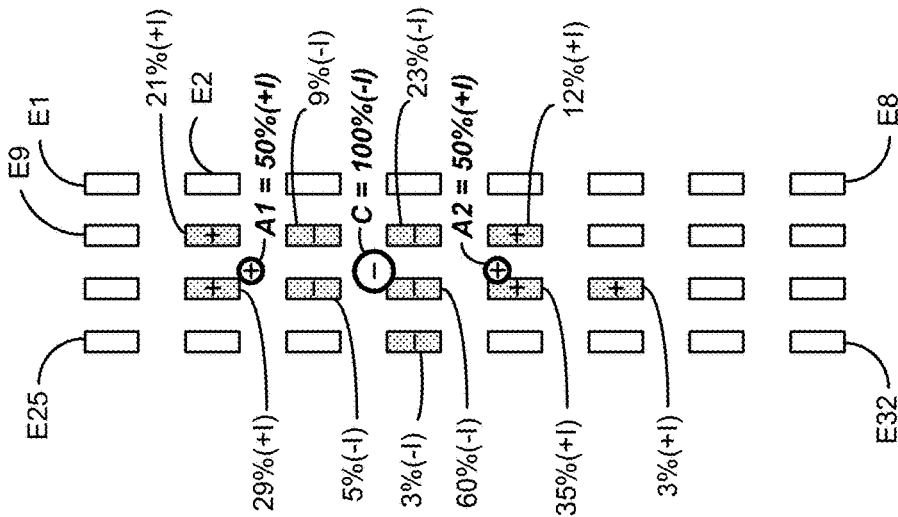 E32
3%(+I)
35%(+I)
60%(-I)
3%(-I)
5%(-I)
29%(+I)
E25
E9
E1
A2 = 50%(+I)
C = 100%(-I)
A1 = 50%(+I)
E8
12%(+I)
23%(-I)
9%(-I)
E2
21%(+I)